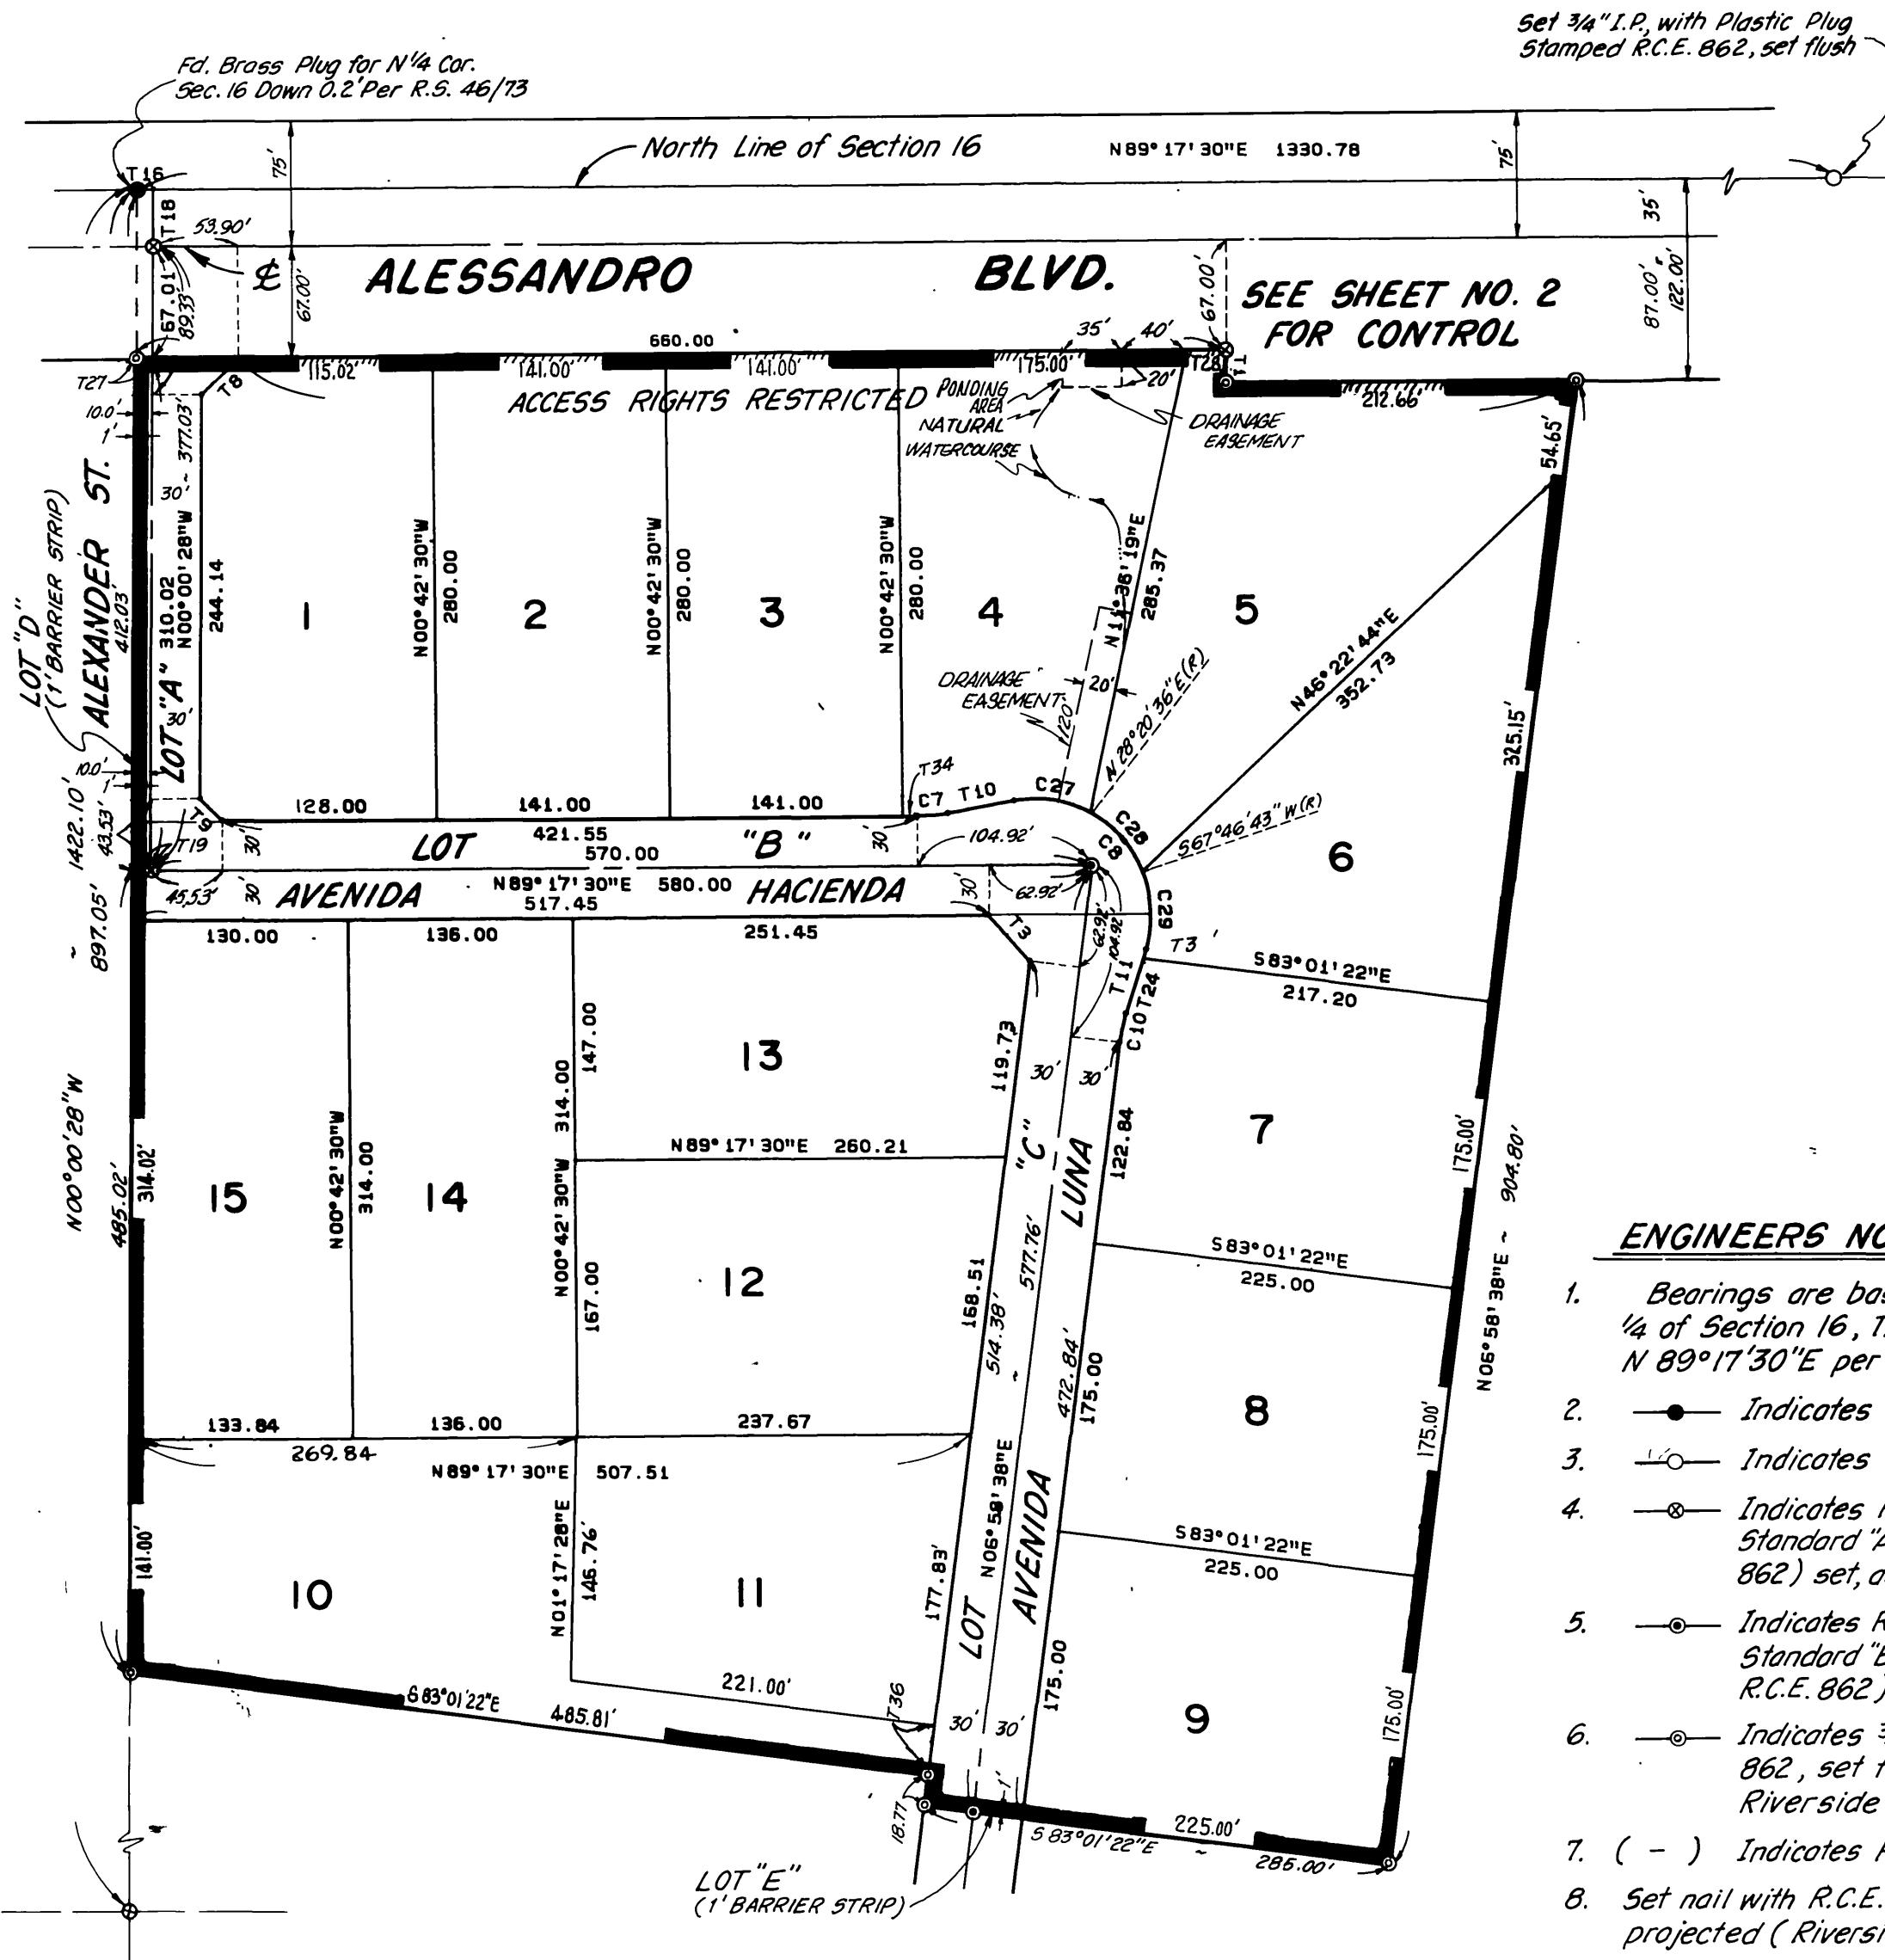 Set 3/4" I.P., with Plastic Plug
Stamped R.C.E. 862, set flush
Fd. Brass Plug for N 1/4 Cor.
Sec. 16 Down 0.2' Per R.S. 46/73
North Line of Section 16
N89°17'30"E 1330.78
75'
75'
T16
T18
53.90'
35'
℄
ALESSANDRO BLVD.
67.01
89.33'
67.00'
67.00'
87.00'
122.00'
SEE SHEET NO. 2
FOR CONTROL
660.00
35'
40'
T27
T8
115.02'
141.00'
141.00'
175.00'
T28
T1
20'
212.66'
ACCESS RIGHTS RESTRICTED
PONDING
AREA
NATURAL
WATERCOURSE
DRAINAGE
EASEMENT
10.0'
1'
54.65'
LOT "D"
(1' BARRIER STRIP)
ALEXANDER ST.
412.03'
LOT "A"
30'
30'
310.02
N00°00'28"W
~ 377.03'
244.14
1
N00°42'30"W
280.00
2
N00°42'30"W
280.00
3
N00°42'30"W
280.00
4
N11°36'19"E
285.37
5
N46°22'44"E
352.73
325.15'
DRAINAGE
EASEMENT
20'
120'
N 28°20'36"E (R)
S67°46'43"W (R)
10.0'
1'
T34
C7
T10
C27
C28
C8
C29
128.00
141.00
141.00
T9
T19
30'
30'
LOT "B"
421.55
570.00
30'
104.92'
6
43.53'
45.53'
AVENIDA HACIENDA
N89°17'30"E 580.00
517.45
30'
62.92'
62.92'
104.92'
T3
T3
T11
T24
C10
1422.10'
~ 897.05'
130.00
136.00
251.45
S83°01'22"E
217.20
13
147.00
314.00
119.73
30'
30'
122.84
7
175.00'
N00°00'28"W
485.02'
314.02'
15
N00°42'30"W
314.00
14
N00°42'30"W
N89°17'30"E 260.21
"C"
LUNA
167.00
12
168.51
514.38'
~ 577.76'
472.84'
S83°01'22"E
225.00
N06°58'38"E ~ 904.80'
175.00
8
175.00'
133.84
136.00
237.67
269.84
N89°17'30"E 507.51
N06°58'38"E
AVENIDA
S83°01'22"E
225.00
141.00'
10
N01°17'28"E
146.76'
11
177.83'
LOT
175.00
9
175.00'
221.00'
T36
30'
30'
S83°01'22"E
485.81'
18.77
1'
225.00'
S83°01'22"E ~ 285.00'
LOT "E"
(1' BARRIER STRIP)
ENGINEERS NO
1. Bearings are bas
1/4 of Section 16, T.
N 89°17'30"E per
2. Indicates
3. Indicates
4. Indicates
Standard "A
862) set,
5. Indicates R
Standard "
R.C.E. 862)
6. Indicates
862, set f
Riverside
7. ( - ) Indicates
8. Set nail with R.C.E.
projected (Riversi